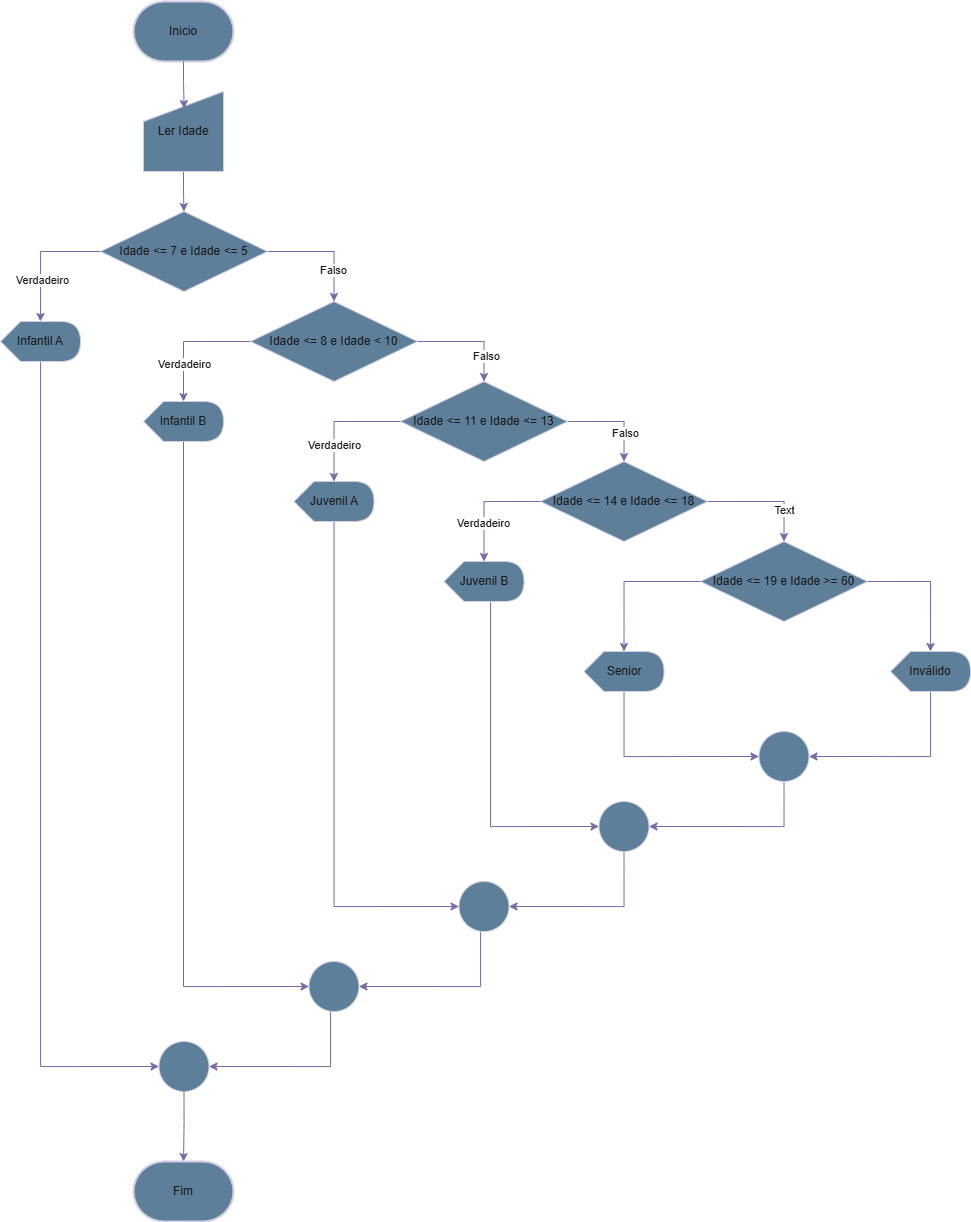 Inicio
Ler Idade
Idade <= 7 e Idade <= 5
Verdadeiro
Falso
Infantil A
Idade <= 8 e Idade < 10
Verdadeiro
Falso
Infantil B
Idade <= 11 e Idade <= 13
Verdadeiro
Falso
Juvenil A
Idade <= 14 e Idade <= 18
Verdadeiro
Text
Juvenil B
Idade <= 19 e Idade >= 60
Senior
Inválido
Fim